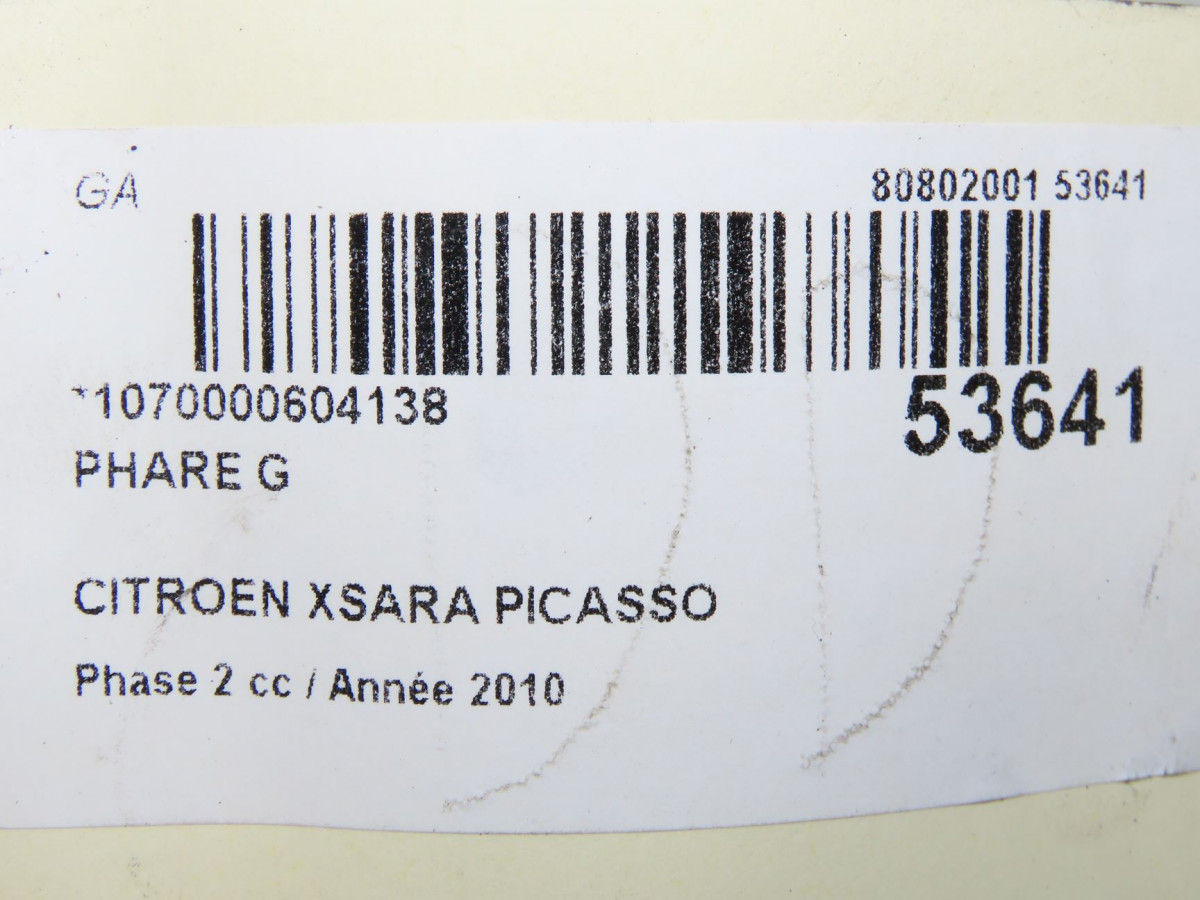 GA 80802001 53641
*1070000604138 53641
PHARE G
CITROEN XSARA PICASSO
Phase 2 cc / Année 2010